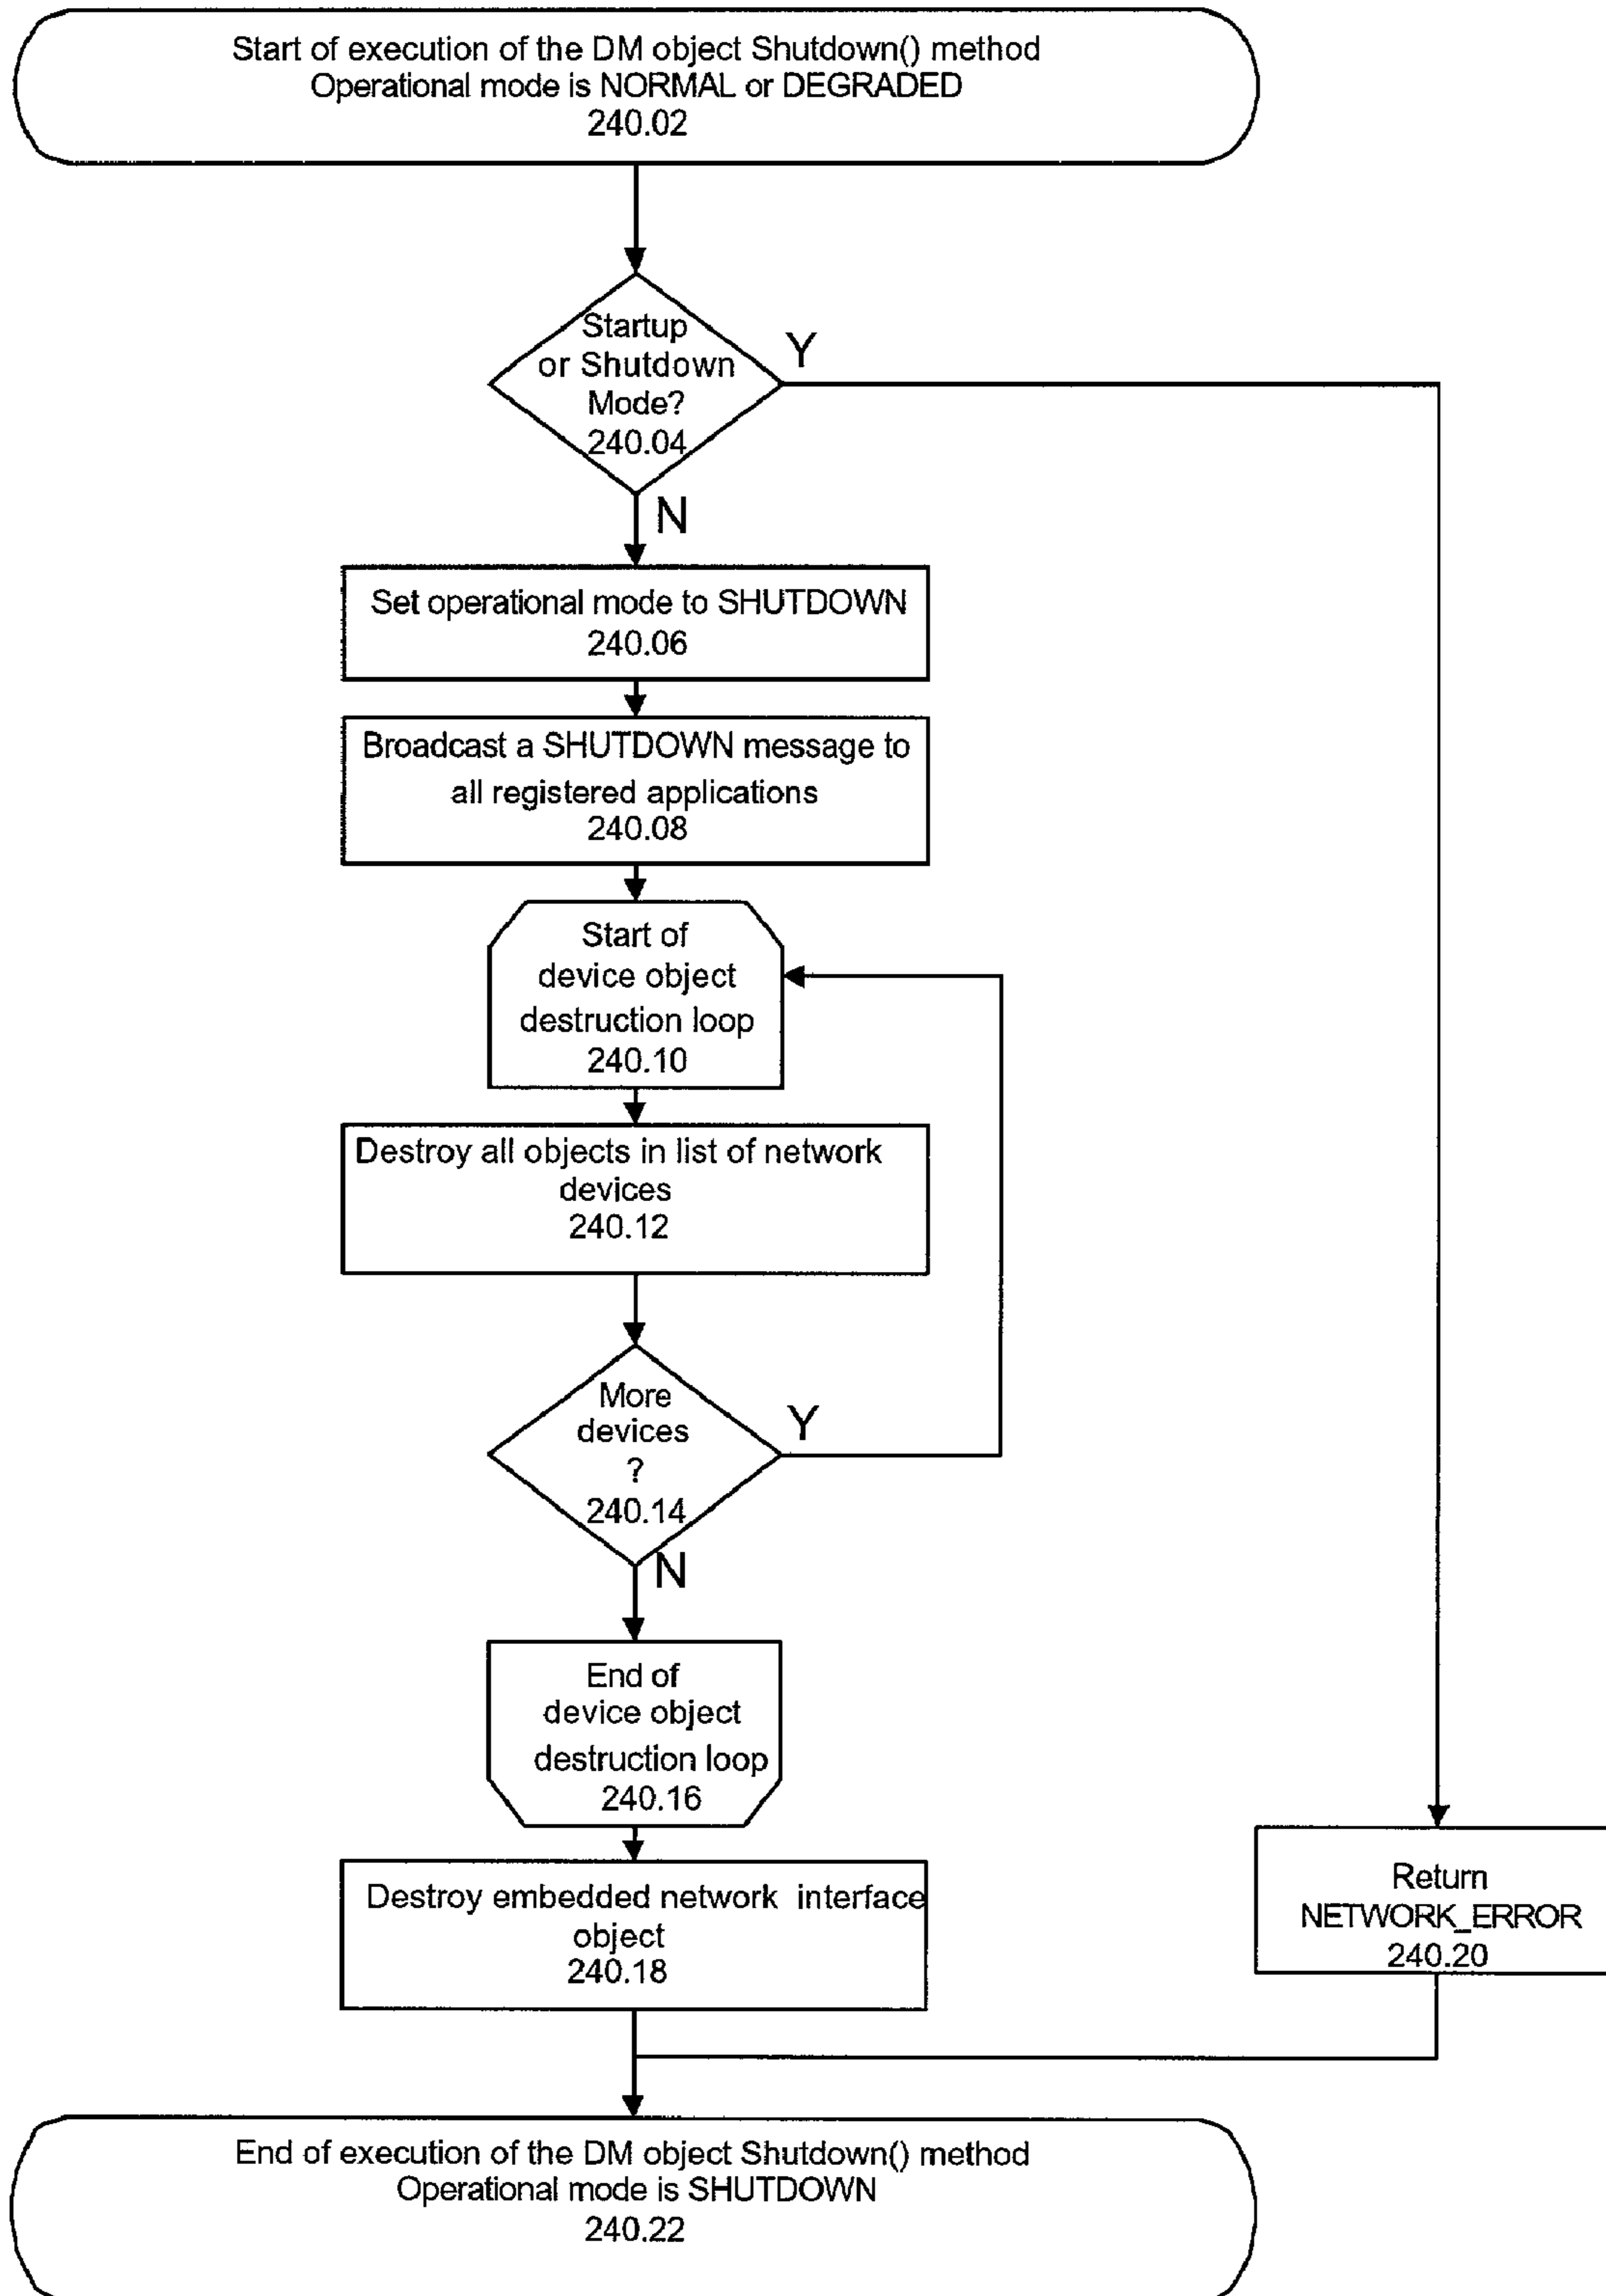 Start of execution of the DM object Shutdown() method
Operational mode is NORMAL or DEGRADED
240.02
Startup
or Shutdown
Mode?
240.04
Y
N
Set operational mode to SHUTDOWN
240.06
Broadcast a SHUTDOWN message to
all registered applications
240.08
Start of
device object
destruction loop
240.10
Destroy all objects in list of network
devices
240.12
More
devices
?
240.14
Y
N
End of
device object
destruction loop
240.16
Destroy embedded network interface
object
240.18
Return
NETWORK_ERROR
240.20
End of execution of the DM object Shutdown() method
Operational mode is SHUTDOWN
240.22